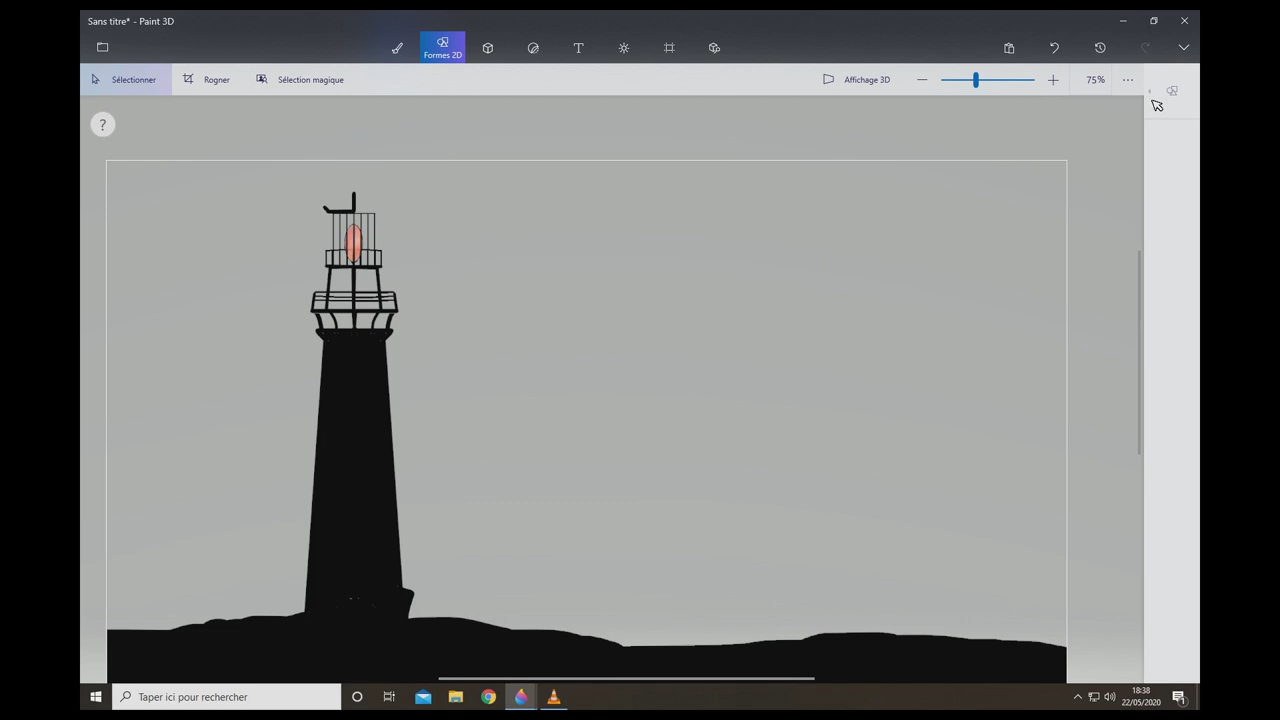 Sans titre* - Paint 3D
Formes 2D
T
Sélectionner
Rogner
Sélection magique
Affichage 3D
75%
?
Taper ici pour rechercher
18:38
22/05/2020
1